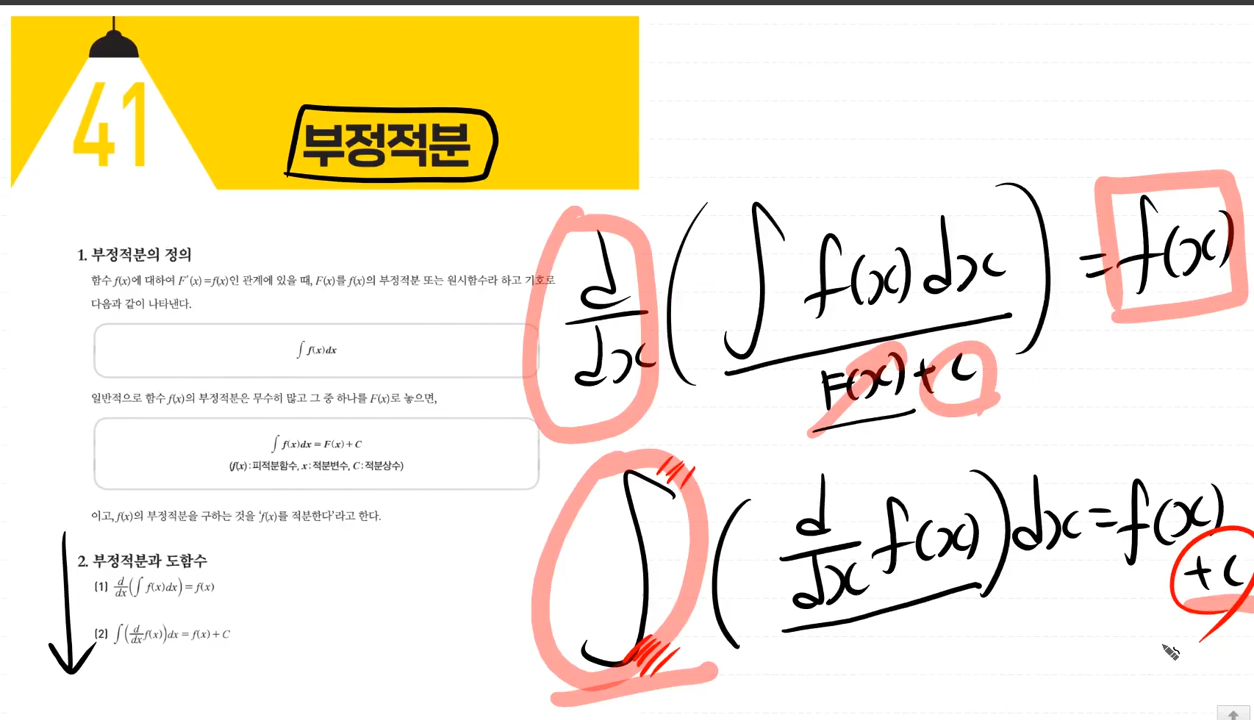 41
부정적분
1. 부정적분의 정의
함수 f(x)에 대하여 F'(x)=f(x)인 관계에 있을 때, F(x)를 f(x)의 부정적분 또는 원시함수라 하고 기호로
다음과 같이 나타낸다.
∫ f(x)dx
일반적으로 함수 f(x)의 부정적분은 무수히 많고 그 중 하나를 F(x)로 놓으면,
∫ f(x)dx = F(x)+C
(f(x) : 피적분함수, x : 적분변수, C : 적분상수)
이고, f(x)의 부정적분을 구하는 것을 'f(x)를 적분한다'라고 한다.
2. 부정적분과 도함수
(1) d/dx(∫ f(x)dx) = f(x)
(2) ∫(d/dx f(x))dx = f(x)+C
d/dx (∫ f(x)dx) = f(x)
F(x)+C
∫ (d/dx f(x))dx = f(x)
+C